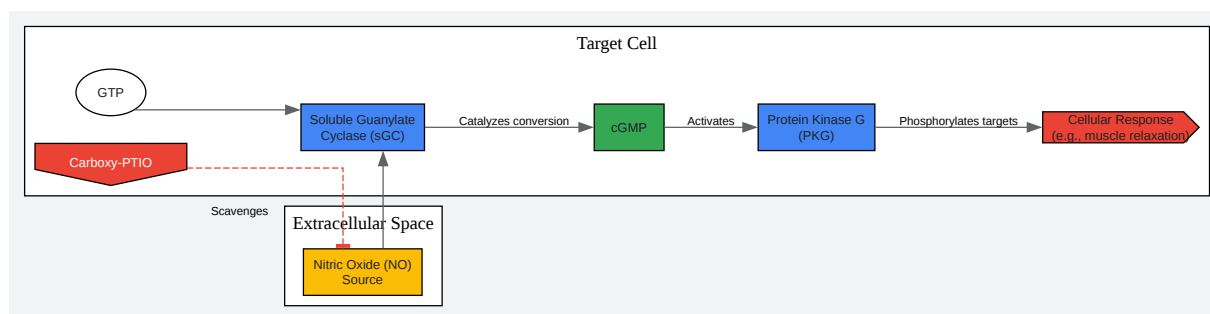 Target Cell
GTP
Soluble Guanylate
Cyclase (sGC)
Catalyzes conversion
cGMP
Activates
Protein Kinase G
(PKG)
Phosphorylates targets
Cellular Response
(e.g., muscle relaxation)
Carboxy-PTIO
Scavenges
Extracellular Space
Nitric Oxide (NO)
Source